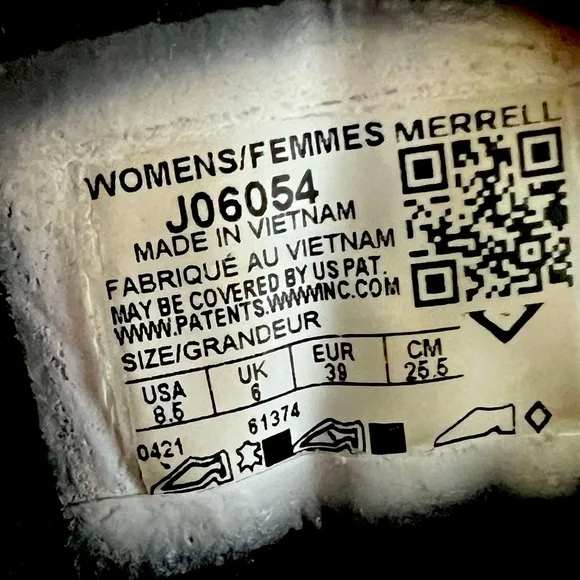 WOMENS/FEMMES MERRELL
J06054
MADE IN VIETNAM
FABRIQUÉ AU VIETNAM
MAY BE COVERED BY US PAT.
WWW.PATENTS.WWWINC.COM
SIZE/GRANDEUR
USA UK EUR CM
8.5 6 39 25.5
0421 61374